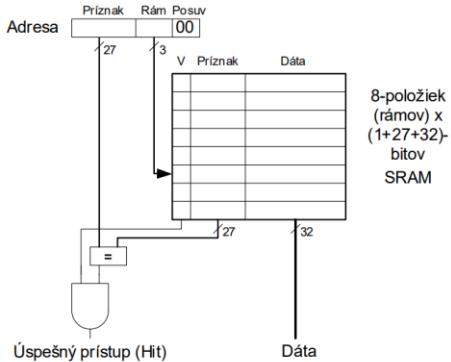 Príznak Rám Posuv
Adresa 00
27 3
V Príznak Dáta
8-položiek
(rámov) x
(1+27+32)-
bitov
SRAM
27 32
=
Úspešný prístup (Hit) Dáta